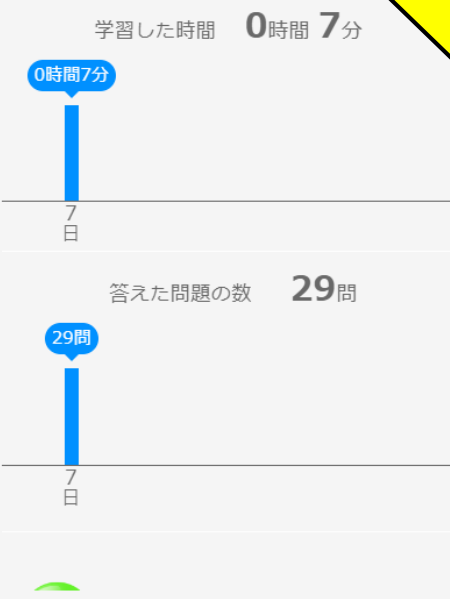 学習した時間 0時間 7分
0時間7分
7
日
答えた問題の数 29問
29問
7
日